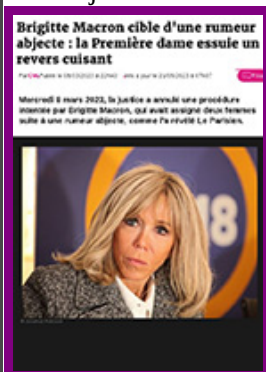 Brigitte Macron cible d'une rumeur
abjecte : la Première dame essuie un
revers cuisant
Mercredi 8 mars 2023, la justice a annulé une procédure
intentée par Brigitte Macron, qui avait assigné deux femmes
suite à une rumeur abjecte, comme l'a révélé Le Parisien.
18